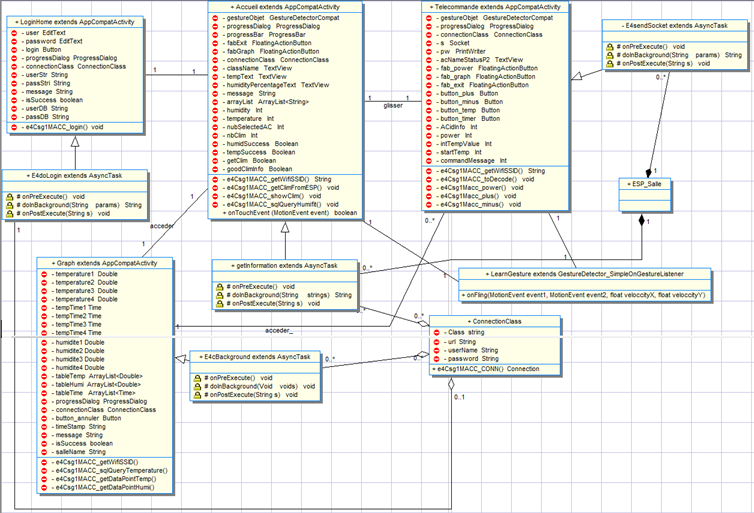 + LoginHome extends AppCompatActivity
- user EditText
- password EditText
- login Button
- progressDialog ProgressDialog
- connectionClass ConnectionClass
- userStr String
- passStri String
- message String
- isSuccess boolean
- userDB String
- passDB String
- e4Csg1MACC_login() void
+ Accueil extends AppCompatActivity
- gestureObjet GestureDetectorCompat
- progressDialog ProgressDialog
- progressBar ProgressBar
- fabExit FloatingActionButton
- fabGraph FloatingActionButton
- connectionClass ConnectionClass
- className TextView
- tempText TextView
- humidityPercentageText TextView
- message String
- arrayList ArrayList<String>
- humidity Int
- temperature Int
- nubSelectedAC Int
- nbClim Int
- humidSuccess Boolean
- tempSuccess Boolean
- getClim Boolean
- goodClimInfo Boolean
- e4Csg1MACC_getWifiSSID() String
- e4Csg1MACC_getClimFromESP() void
- e4Csg1MACC_showClim() void
- e4Csg1MACC_sqlQueryHumifit() void
+ onTouchEvent (MotionEvent event) boolean
+ Telecommande extends AppCompatActivity
- gestureObjet GestureDetectorCompat
- progressDialog ProgressDialog
- connectionClass ConnectionClass
- s Socket
- pw PrintWriter
- acNameStatusP2 TextView
- fab_power FloatingActionButton
- fab_graph FloatingActionButton
- fab_exit FloatingActionButton
- button_plus Button
- button_minus Button
- button_temp Button
- button_timer Button
- ACidInfo Int
- power Int
- intTempValue Int
- startTemp Int
- commandMessage Int
- e4Csg1MACC_getWifiSSID() String
- e4Csg1MACC_toDecode() void
- e4Csg1Macc_power() void
- e4Csg1Macc_plus() void
- e4Csg1Macc_minus() void
- E4sendSocket extends AsyncTask
# onPreExecute() void
# doInBackground(String params) String
# onPostExecute(String s) void
0..*
1
1
1
1
glisser
E4doLogin extends AsyncTask
# onPreExecute() void
# doInBackground(String params) String
# onPostExecute(String s) void
+ ESP_Salle
1
1
acceder
1
1
1
0..*
1
1
1
+ Graph extends AppCompatActivity
- temperature1 Double
- temperature2 Double
- temperature3 Double
- temperature4 Double
- tempTime1 Time
- tempTime2 Time
- tempTime3 Time
- tempTime4 Time
- humidite1 Double
- humidite2 Double
- humidite3 Double
- humidite4 Double
- tableTemp ArrayList<Double>
- tableHumi ArrayList<Double>
- tableTime ArrayList<Time>
- progressDialog ProgressDialog
- connectionClass ConnectionClass
- button_annuler Button
- timeStamp String
- message String
- isSuccess boolean
- salleName String
- e4Csg1MACC_getWifiSSID()
- e4Csg1MACC_sqlQueryTemperature()
- e4Csg1MACC_getDataPointTemp()
- e4Csg1MACC_getDataPointHumi()
getInformation extends AsyncTask
# onPreExecute() void
# doInBackground(String strings) String
# onPostExecute(String s) void
0..*
0..*
+ LearnGesture extends GestureDetector_SimpleOnGestureListener
+ onFling(MotionEvent event1, MotionEvent event2, float veloccityX, float velocityY)
1
acceder_
0..*
+ ConnectionClass
- Class string
- url String
- userName String
- password String
+ e4Csg1MACC_CONN() Connection
E4cBackground extends AsyncTask
# onPreExecute() void
# doInBackground(Void voids) void
# onPostExecute(String s) void
0..*
0..*
0..1